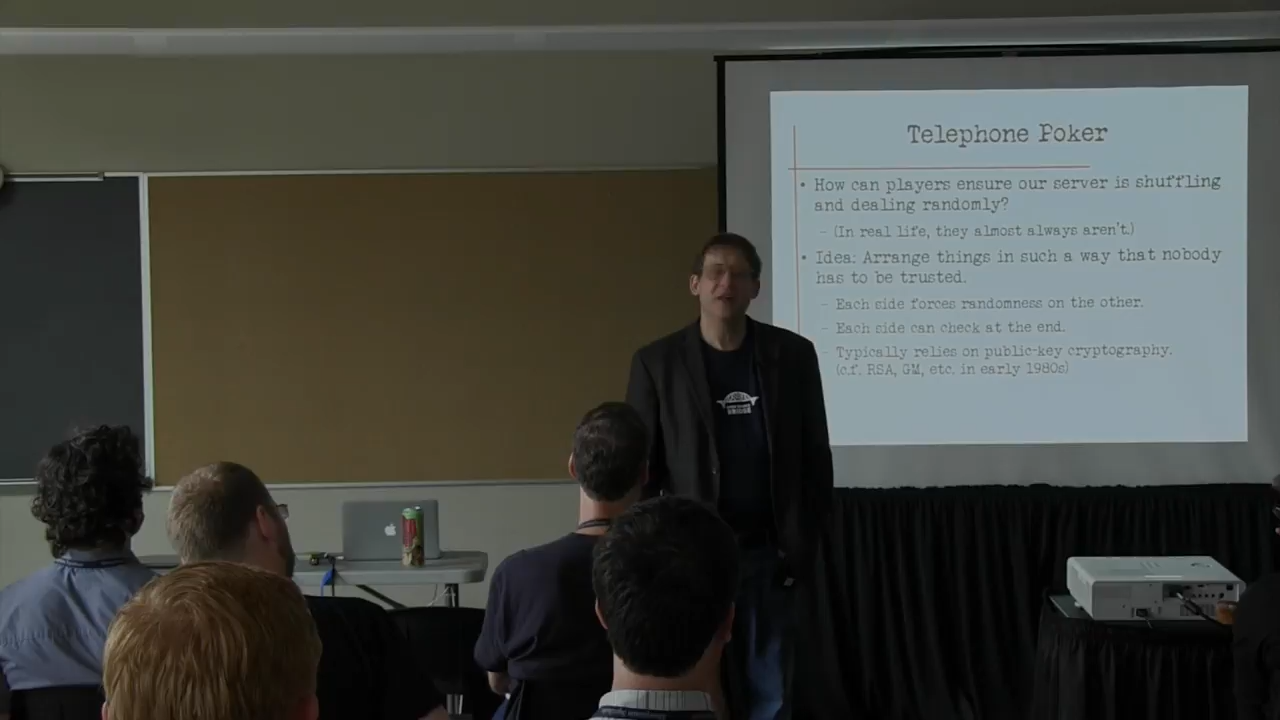 Telephone Poker
• How can players ensure our server is shuffling
and dealing randomly?
– (In real life, they almost always aren't.)
• Idea: Arrange things in such a way that nobody
has to be trusted.
– Each side forces randomness on the other.
– Each side can check at the end.
– Typically relies on public-key cryptography.
(c.f. RSA, GM, etc. in early 1980s)